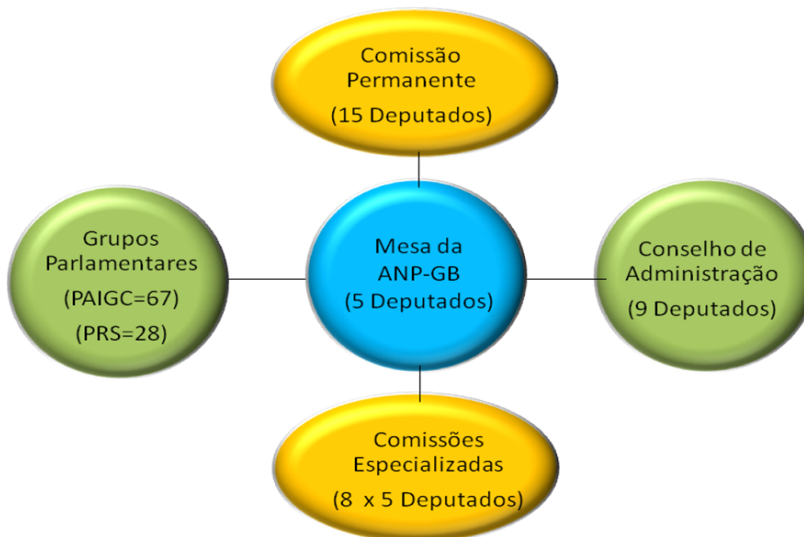 Comissão
Permanente
(15 Deputados)
Grupos
Parlamentares
(PAIGC=67)
(PRS=28)
Mesa da
ANP-GB
(5 Deputados)
Conselho de
Administração
(9 Deputados)
Comissões
Especializadas
(8 x 5 Deputados)